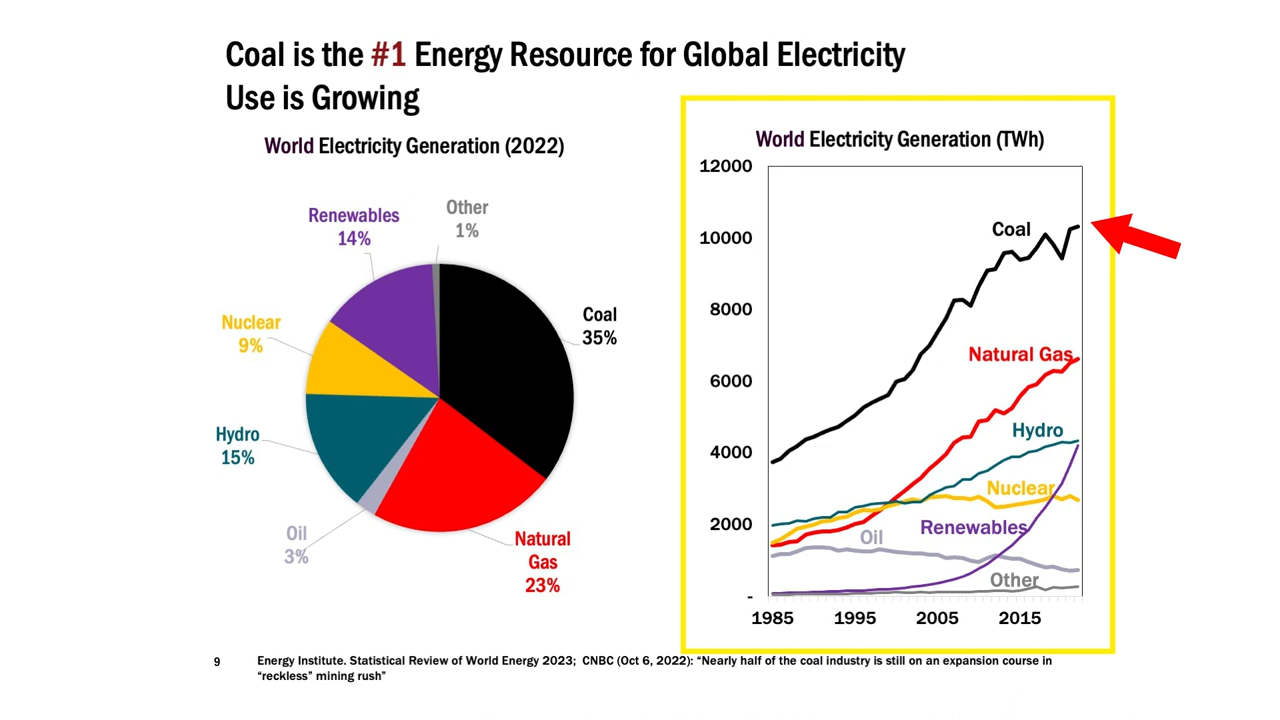 Coal is the #1 Energy Resource for Global Electricity
Use is Growing
World Electricity Generation (2022)
Other
1%
Renewables
14%
Nuclear
9%
Coal
35%
Hydro
15%
Oil
3%
Natural
Gas
23%
World Electricity Generation (TWh)
12000
10000
8000
6000
4000
2000
-
Coal
Natural Gas
Hydro
Nuclear
Renewables
Oil
Other
1985
1995
2005
2015
9
Energy Institute. Statistical Review of World Energy 2023;  CNBC (Oct 6, 2022): “Nearly half of the coal industry is still on an expansion course in
“reckless” mining rush”